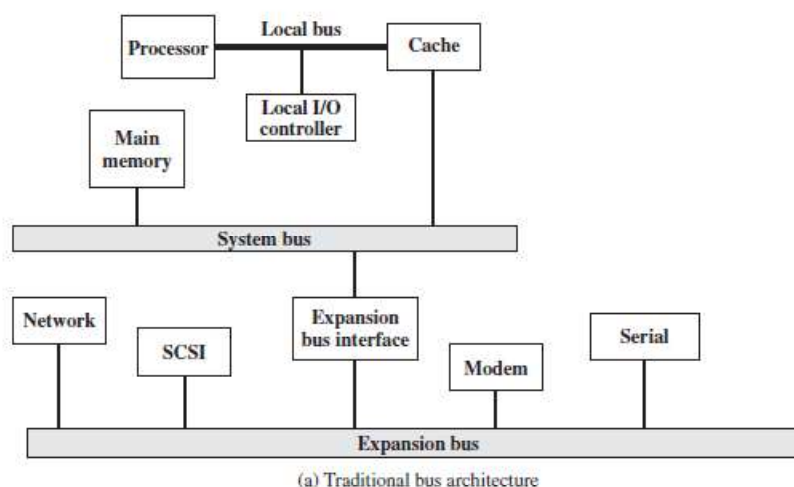 Local bus
Processor
Cache
Local I/O
controller
Main
memory
System bus
Network
SCSI
Expansion
bus interface
Modem
Serial
Expansion bus
(a) Traditional bus architecture